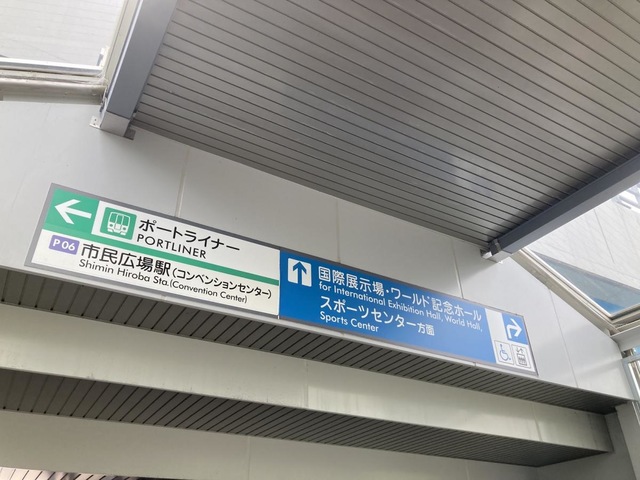 ポートライナー
PORTLINER
P06 市民広場駅(コンベンションセンター)
Shimin Hiroba Sta.(Convention Center)
国際展示場・ワールド記念ホール
for International Exhibition Hall, World Hall,
スポーツセンター方面
Sports Center